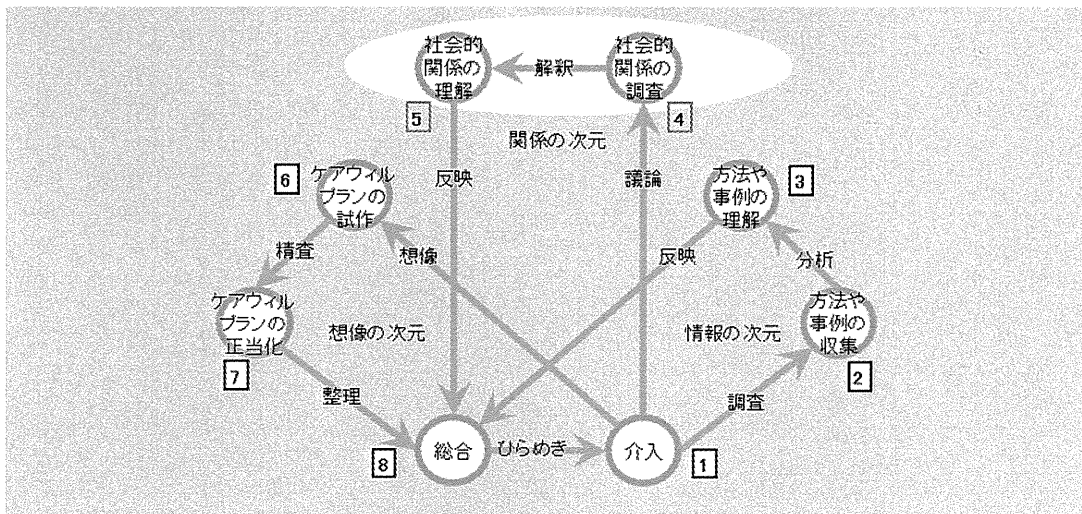 社会的
関係の
理解
解釈
社会的
関係の
調査
5
4
関係の次元
6
ケアウィル
プランの
試作
反映
議論
方法や
事例の
理解
3
精査
想像
反映
分析
ケアウィル
プランの
正当化
想像の次元
情報の次元
方法や
事例の
収集
7
2
整理
調査
8
総合
ひらめき
介入
1